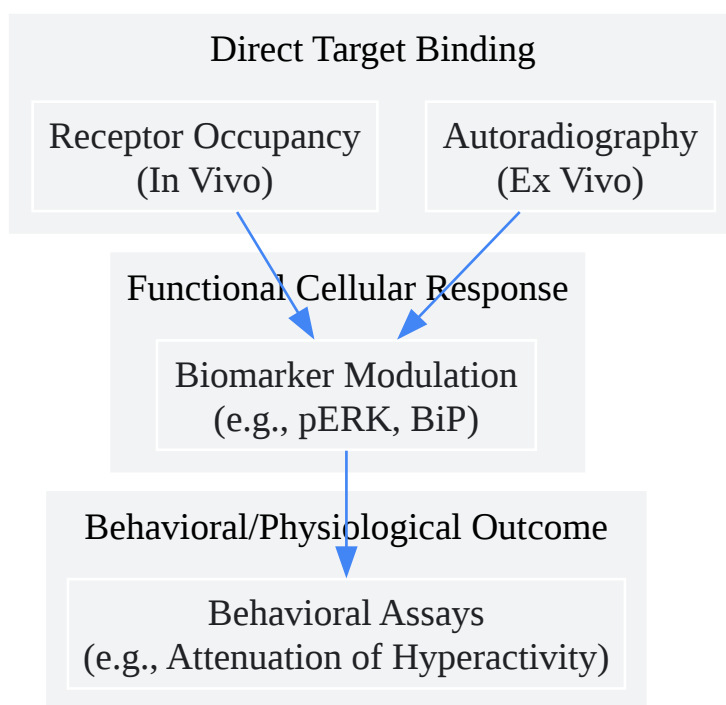 Direct Target Binding
Receptor Occupancy
(In Vivo)
Autoradiography
(Ex Vivo)
Functional Cellular Response
Biomarker Modulation
(e.g., pERK, BiP)
Behavioral/Physiological Outcome
Behavioral Assays
(e.g., Attenuation of Hyperactivity)